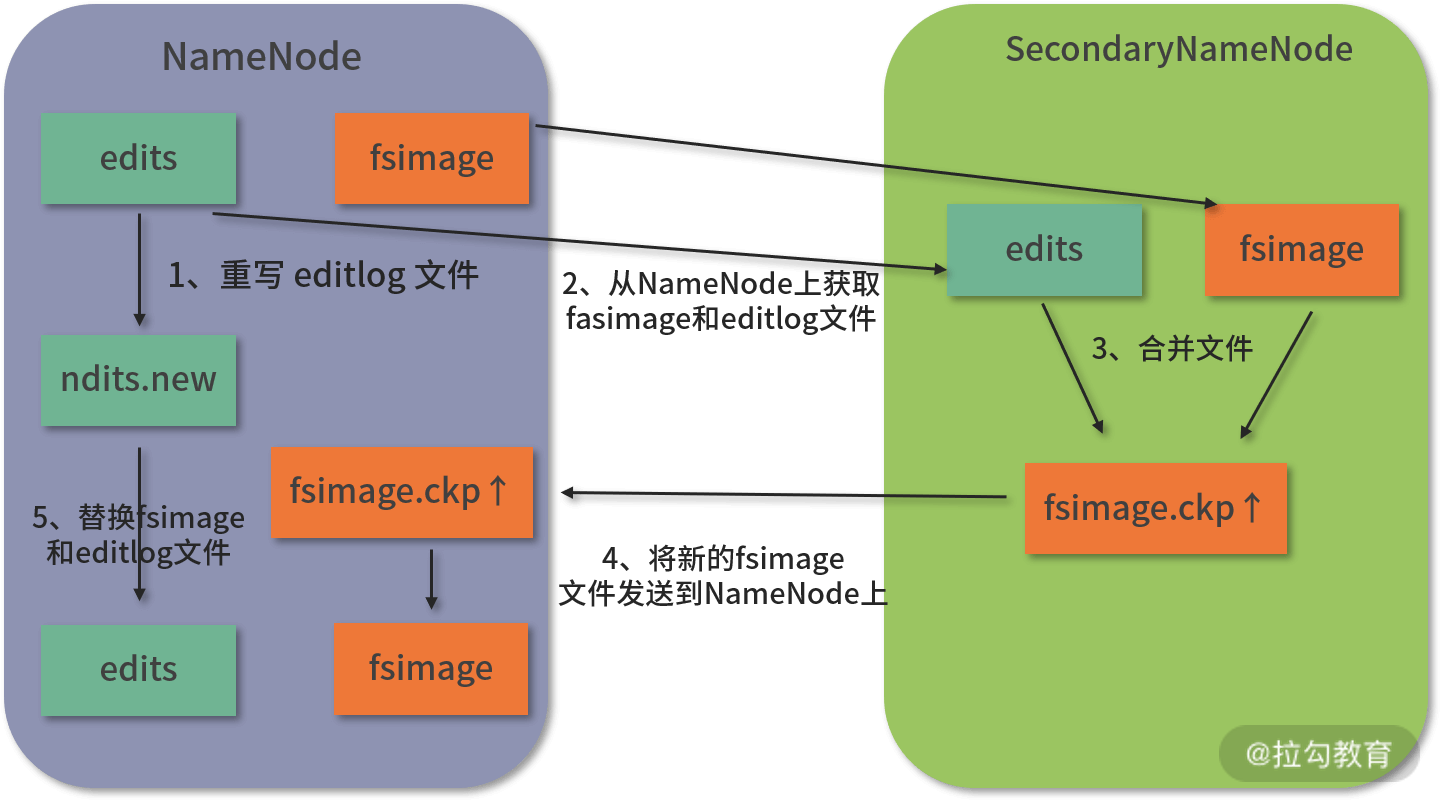 NameNode
SecondaryNameNode
edits
fsimage
edits
fsimage
1、重写 editlog 文件
2、从NameNode上获取
fasimage和editlog文件
3、合并文件
ndits.new
fsimage.ckp↑
fsimage.ckp↑
4、将新的fsimage
文件发送到NameNode上
5、替换fsimage
和editlog文件
edits
fsimage
@拉勾教育